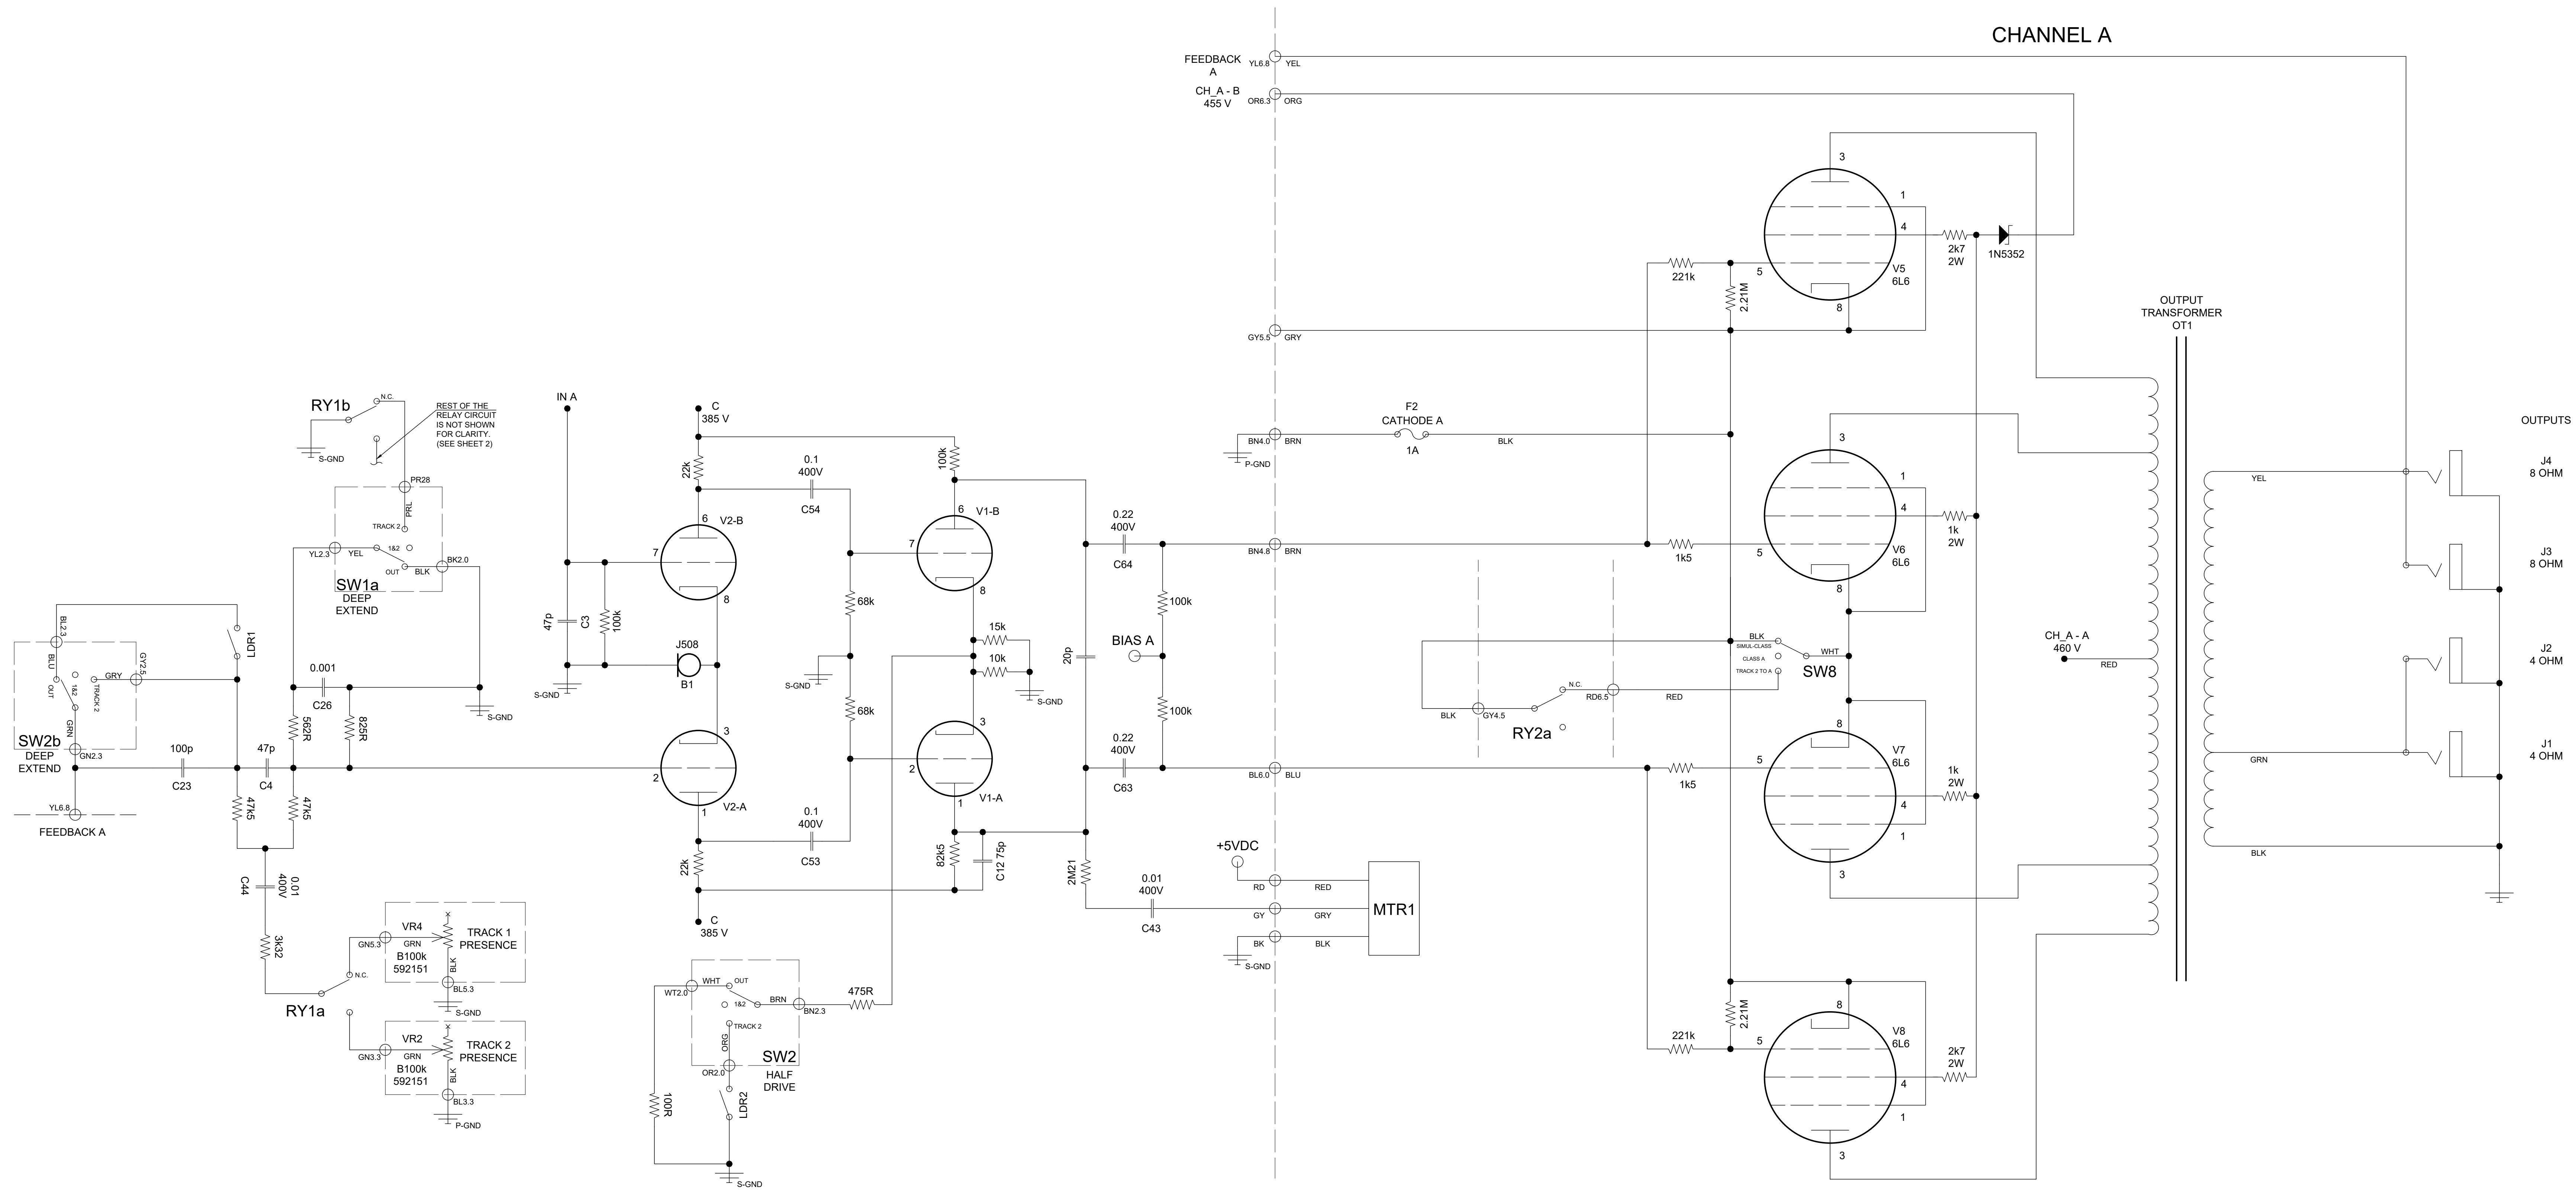 CHANNEL A
FEEDBACK
A
YL6.8
YEL
CH_A - B
455 V
OR6.3
ORG
3
1
4
5
8
2k7
2W
1N5352
V5
6L6
221k
2.21M
GY5.5
GRY
OUTPUT
TRANSFORMER
OT1
F2
CATHODE A
1A
BN4.0
BRN
BLK
P-GND
3
1
4
5
8
1k
2W
V6
6L6
1k5
OUTPUTS
J4
8 OHM
J3
8 OHM
J2
4 OHM
J1
4 OHM
YEL
GRN
BLK
CH_A - A
460 V
RED
BLK
SIMUL-CLASS
CLASS A
TRACK 2 TO A
WHT
SW8
N.C.
RD6.5
RED
BLK
GY4.5
RY2a
8
5
4
1
3
V7
6L6
1k
2W
1k5
8
5
4
1
3
V8
6L6
2k7
2W
221k
2.21M
RY1b
N.C.
S-GND
REST OF THE
RELAY CIRCUIT
IS NOT SHOWN
FOR CLARITY.
(SEE SHEET 2)
PR28
PRL
TRACK 2
1&2
OUT
YL2.3
YEL
BK2.0
BLK
SW1a
DEEP
EXTEND
S-GND
0.001
C26
562R
825R
LDR1
BL2.3
BLU
OUT
1&2
TRACK 2
GRY
GY2.5
GRN
GN2.3
SW2b
DEEP
EXTEND
YL6.8
FEEDBACK A
100p
C23
47p
C4
47k5
47k5
0.01
400V
C44
3k32
RY1a
N.C.
GN5.3
VR4
GRN
B100k
592151
TRACK 1
PRESENCE
BLK
BL5.3
S-GND
GN3.3
VR2
GRN
B100k
592151
TRACK 2
PRESENCE
BLK
BL3.3
P-GND
IN A
47p
C3
100k
S-GND
C
385 V
22k
6
7
8
V2-B
J508
B1
3
2
1
V2-A
22k
C
385 V
0.1
400V
C54
0.1
400V
C53
68k
68k
S-GND
100k
6
7
8
V1-B
15k
10k
S-GND
3
2
1
V1-A
82k5
C12 75p
20p
0.22
400V
C64
BN4.8
BRN
100k
BIAS A
100k
0.22
400V
C63
BL6.0
BLU
2M21
0.01
400V
C43
+5VDC
RD
RED
GY
GRY
BK
BLK
S-GND
MTR1
WT2.0
WHT
OUT
1&2
BRN
BN2.3
TRACK 2
ORG
OR2.0
SW2
HALF
DRIVE
475R
100R
LDR2
S-GND